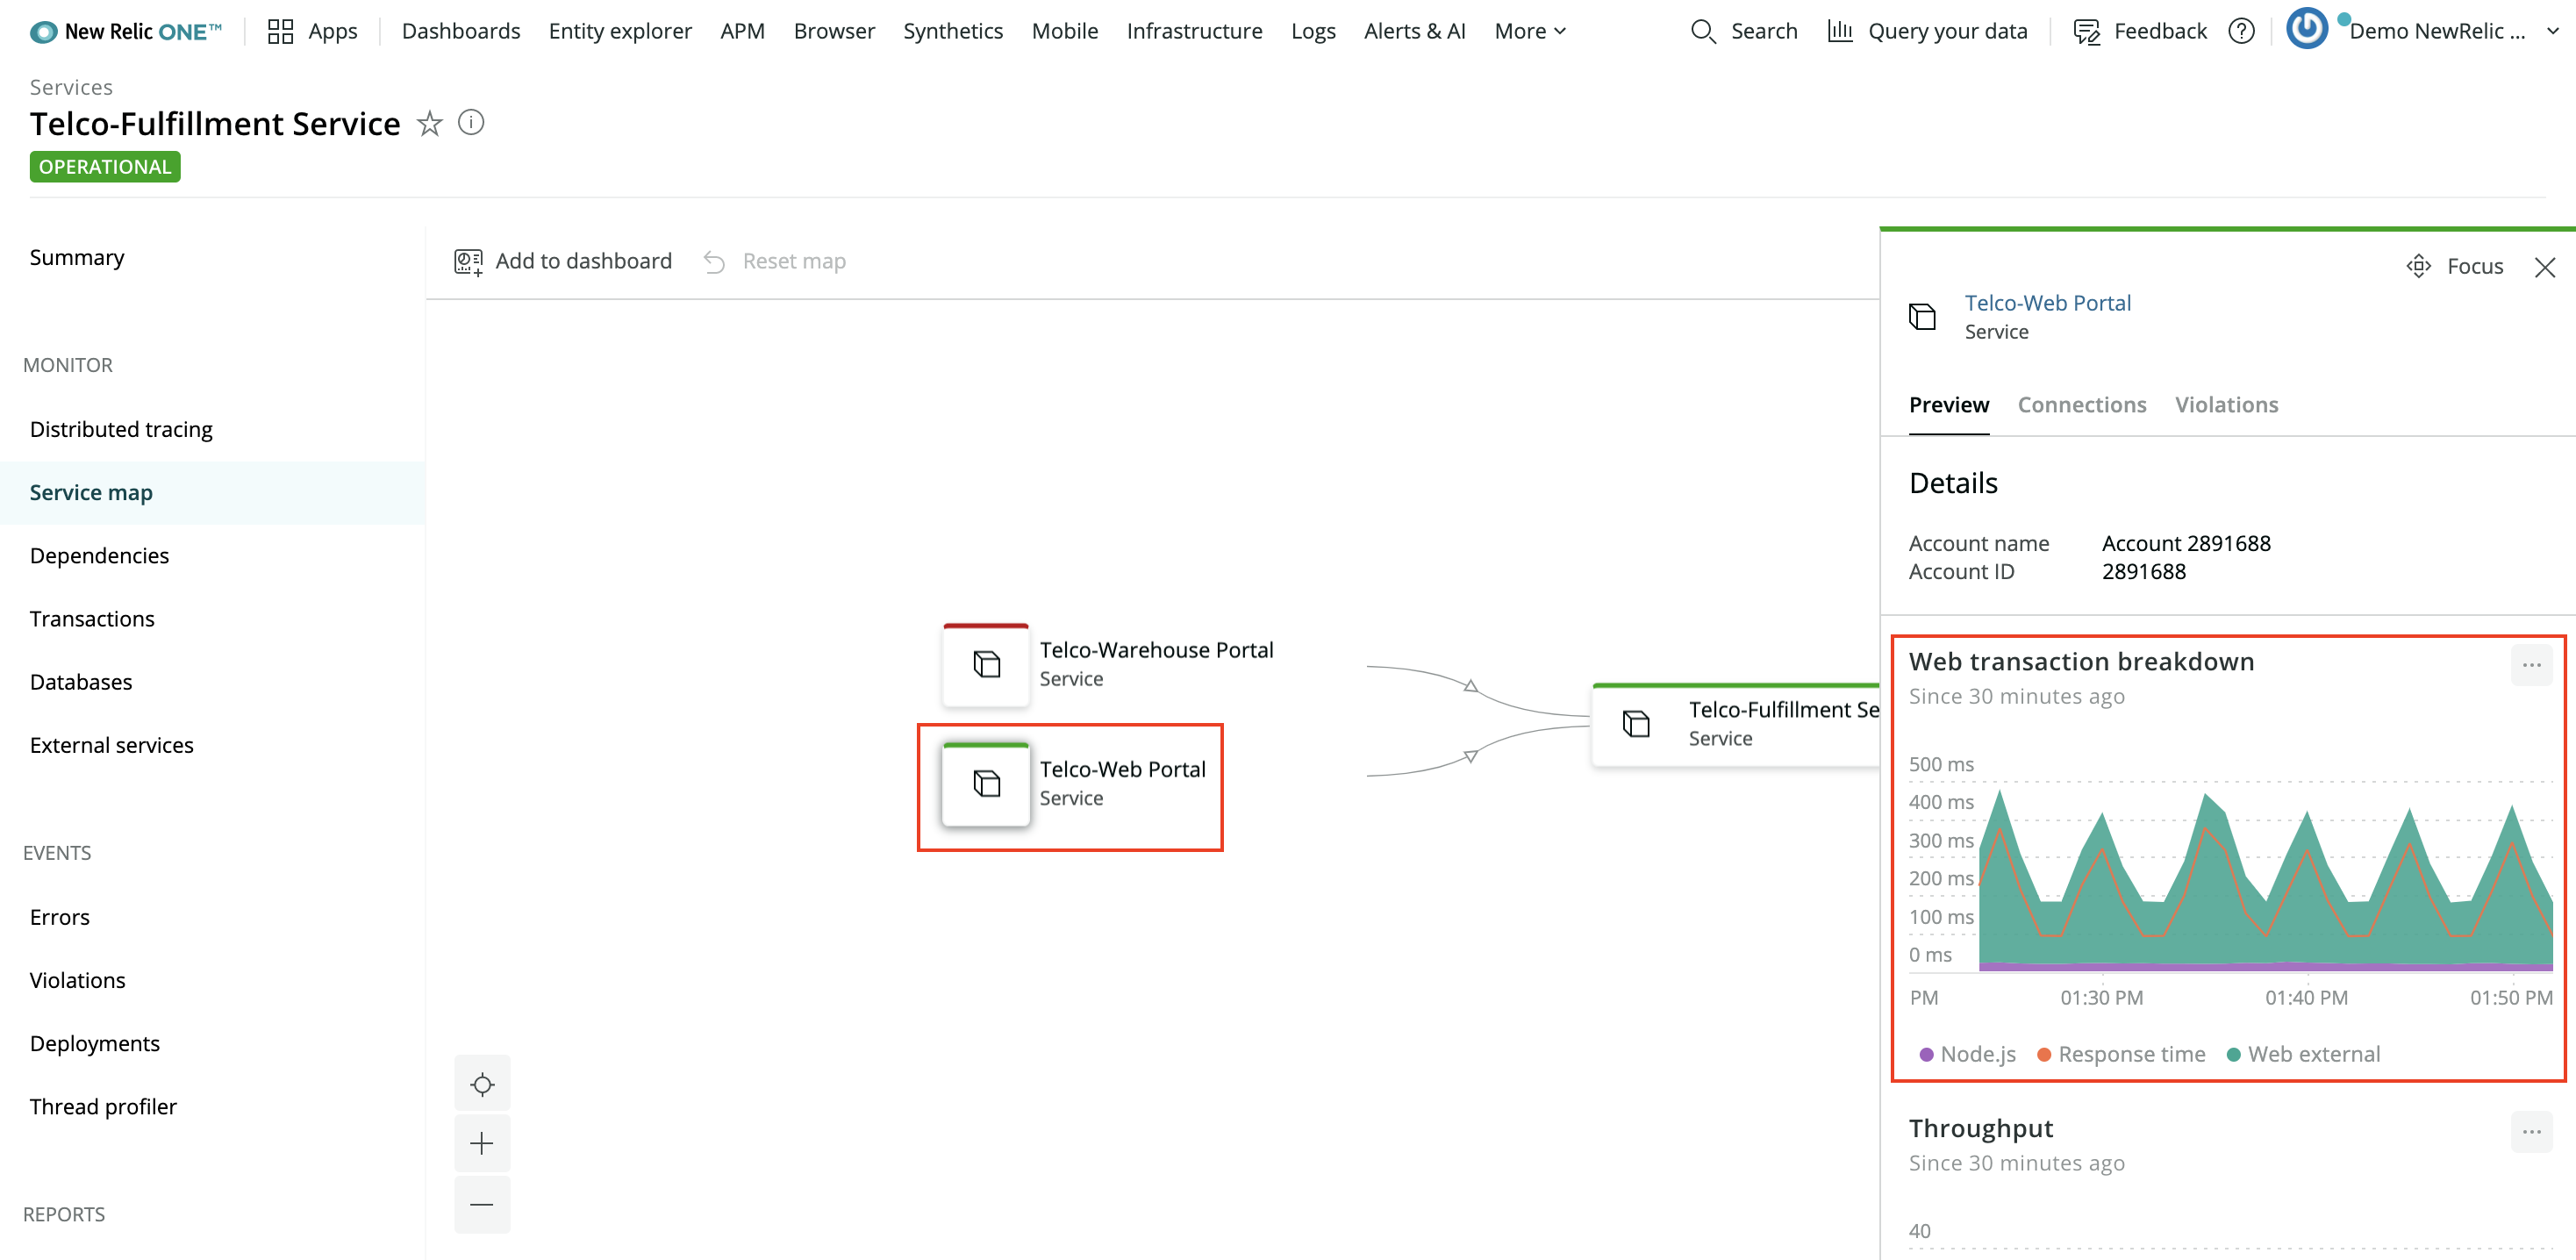 New Relic ONE™ Apps Dashboards Entity explorer APM Browser Synthetics Mobile Infrastructure Logs Alerts & AI More Search Query your data Feedback ? Demo NewRelic ...
Services
Telco-Fulfillment Service
OPERATIONAL
Summary
MONITOR
Distributed tracing
Service map
Dependencies
Transactions
Databases
External services
EVENTS
Errors
Violations
Deployments
Thread profiler
REPORTS
Add to dashboard Reset map
Telco-Warehouse Portal
Service
Telco-Web Portal
Service
Telco-Fulfillment Se
Service
Focus
Telco-Web Portal
Service
Preview Connections Violations
Details
Account name Account 2891688
Account ID 2891688
Web transaction breakdown
Since 30 minutes ago
500 ms
400 ms
300 ms
200 ms
100 ms
0 ms
PM 01:30 PM 01:40 PM 01:50 PM
Node.js Response time Web external
Throughput
Since 30 minutes ago
40